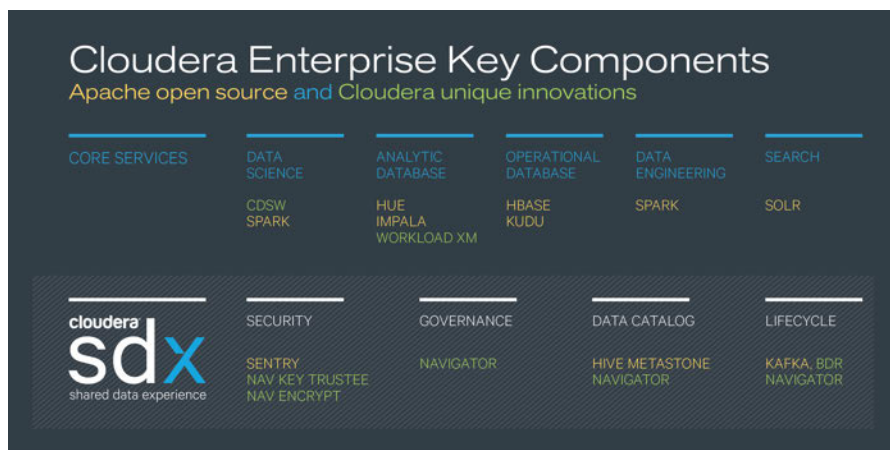 Cloudera Enterprise Key Components
Apache open source and Cloudera unique innovations
CORE SERVICES
DATA
SCIENCE
CDSW
SPARK
ANALYTIC
DATABASE
HUE
IMPALA
WORKLOAD XM
OPERATIONAL
DATABASE
HBASE
KUDU
DATA
ENGINEERING
SPARK
SEARCH
SOLR
cloudera
sdx
shared data experience
SECURITY
SENTRY
NAV KEY TRUSTEE
NAV ENCRYPT
GOVERNANCE
NAVIGATOR
DATA CATALOG
HIVE METASTONE
NAVIGATOR
LIFECYCLE
KAFKA, BDR
NAVIGATOR